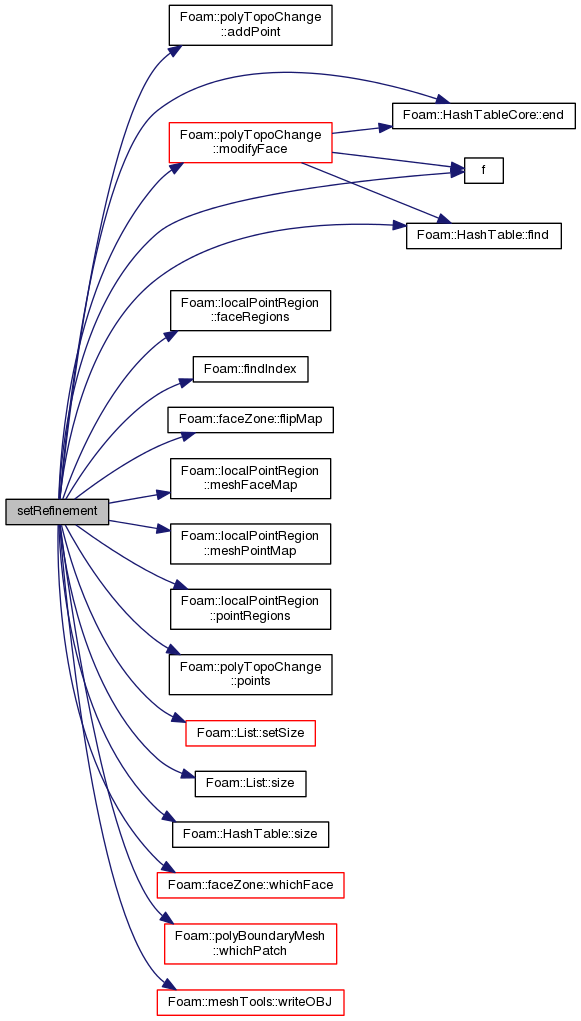 Foam::polyTopoChange
::addPoint
Foam::HashTableCore::end
Foam::polyTopoChange
::modifyFace
f
Foam::HashTable::find
Foam::localPointRegion
::faceRegions
Foam::findIndex
Foam::faceZone::flipMap
Foam::localPointRegion
::meshFaceMap
setRefinement
Foam::localPointRegion
::meshPointMap
Foam::localPointRegion
::pointRegions
Foam::polyTopoChange
::points
Foam::List::setSize
Foam::List::size
Foam::HashTable::size
Foam::faceZone::whichFace
Foam::polyBoundaryMesh
::whichPatch
Foam::meshTools::writeOBJ